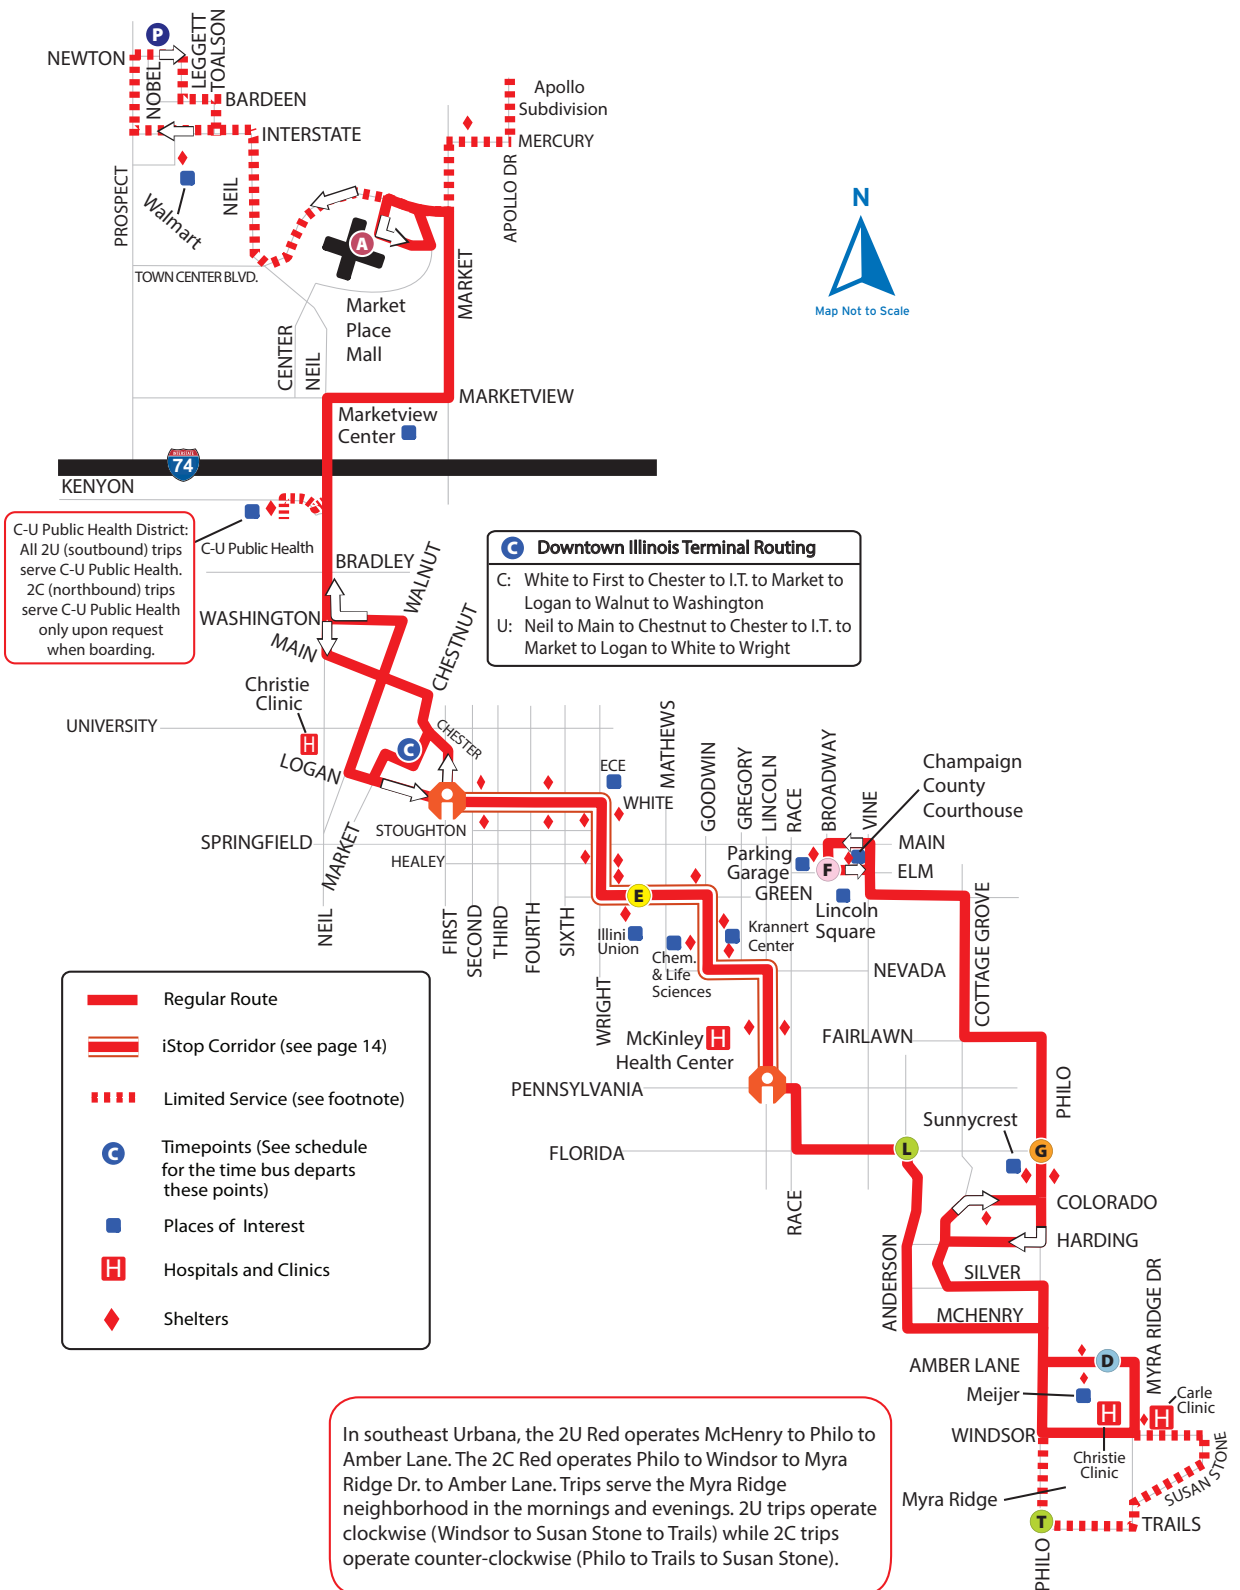 P
NEWTON
NOBEL
LEGGETT
TOALSON
BARDEEN
INTERSTATE
Apollo
Subdivision
MERCURY
APOLLO DR
PROSPECT
Walmart
NEIL
A
TOWN CENTER BLVD.
MARKET
Market
Place
Mall
CENTER
NEIL
MARKETVIEW
Marketview
Center
N
Map Not to Scale
INTERSTATE
74
KENYON
C-U Public Health District:
All 2U (soutbound) trips
serve C-U Public Health.
2C (northbound) trips
serve C-U Public Health
only upon request
when boarding.
C-U Public Health
BRADLEY
WALNUT
WASHINGTON
MAIN
CHESTNUT
C Downtown Illinois Terminal Routing
C: White to First to Chester to I.T. to Market to
Logan to Walnut to Washington
U: Neil to Main to Chestnut to Chester to I.T. to
Market to Logan to White to Wright
Christie
Clinic
H
UNIVERSITY
CHESTER
C
LOGAN
SPRINGFIELD
MARKET
STOUGHTON
HEALEY
NEIL
FIRST
SECOND
THIRD
FOURTH
SIXTH
WRIGHT
ECE
WHITE
MATHEWS
GOODWIN
GREGORY
LINCOLN
RACE
BROADWAY
VINE
Champaign
County
Courthouse
MAIN
ELM
Parking
Garage
F
GREEN
Lincoln
Square
E
Illini
Union
Chem.
& Life
Sciences
Krannert
Center
NEVADA
COTTAGE GROVE
McKinley
Health Center
H
FAIRLAWN
PENNSYLVANIA
PHILO
FLORIDA
Sunnycrest
L
G
RACE
COLORADO
HARDING
ANDERSON
SILVER
MCHENRY
AMBER LANE
D
MYRA RIDGE DR
Meijer
H
H
Carle
Clinic
WINDSOR
Christie
Clinic
SUSAN STONE
Myra Ridge
T
TRAILS
PHILO
Regular Route
iStop Corridor (see page 14)
Limited Service (see footnote)
C
Timepoints (See schedule
for the time bus departs
these points)
Places of Interest
H
Hospitals and Clinics
Shelters
In southeast Urbana, the 2U Red operates McHenry to Philo to
Amber Lane. The 2C Red operates Philo to Windsor to Myra
Ridge Dr. to Amber Lane. Trips serve the Myra Ridge
neighborhood in the mornings and evenings. 2U trips operate
clockwise (Windsor to Susan Stone to Trails) while 2C trips
operate counter-clockwise (Philo to Trails to Susan Stone).